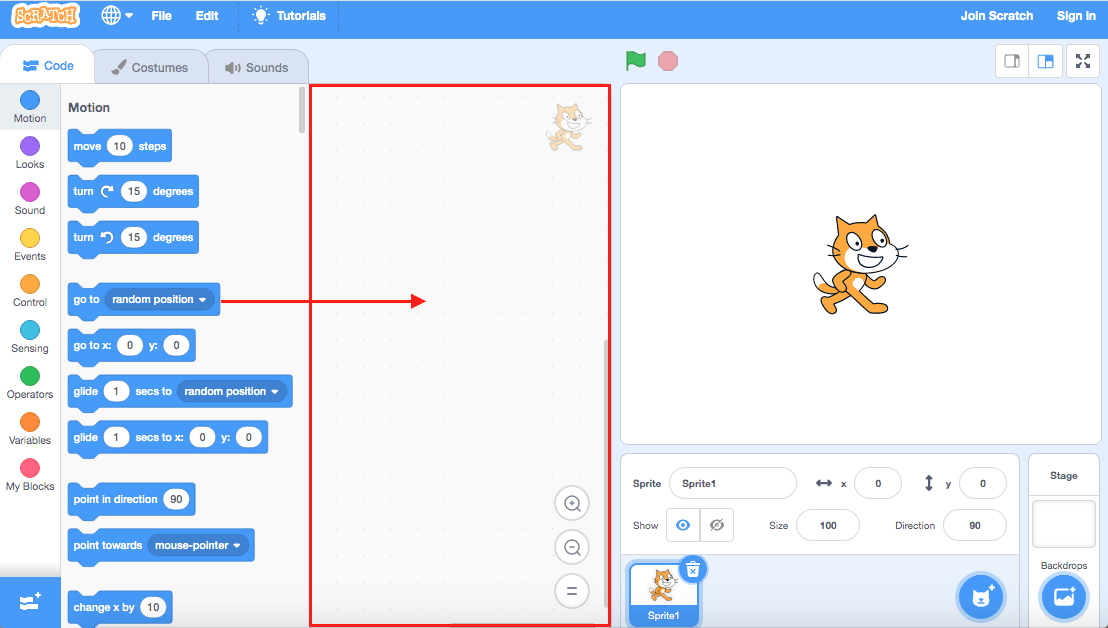 SCRATCH File Edit Tutorials Join Scratch Sign in
Code Costumes Sounds
Motion
Looks
Sound
Events
Control
Sensing
Operators
Variables
My Blocks
Motion
move 10 steps
turn 15 degrees
turn 15 degrees
go to random position
go to x: 0 y: 0
glide 1 secs to random position
glide 1 secs to x: 0 y: 0
point in direction 90
point towards mouse-pointer
change x by 10
Sprite Sprite1 x 0 y 0
Show Size 100 Direction 90
Sprite1
Stage
Backdrops